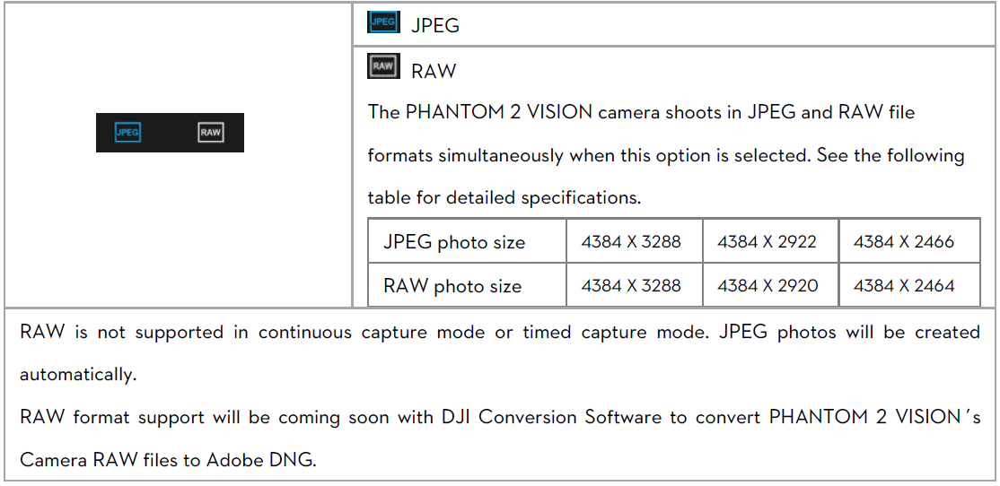 JPEG RAW
JPEG JPEG
RAW RAW
The PHANTOM 2 VISION camera shoots in JPEG and RAW file
formats simultaneously when this option is selected. See the following
table for detailed specifications.
JPEG photo size 4384 X 3288 4384 X 2922 4384 X 2466
RAW photo size 4384 X 3288 4384 X 2920 4384 X 2464
RAW is not supported in continuous capture mode or timed capture mode. JPEG photos will be created
automatically.
RAW format support will be coming soon with DJI Conversion Software to convert PHANTOM 2 VISION's
Camera RAW files to Adobe DNG.